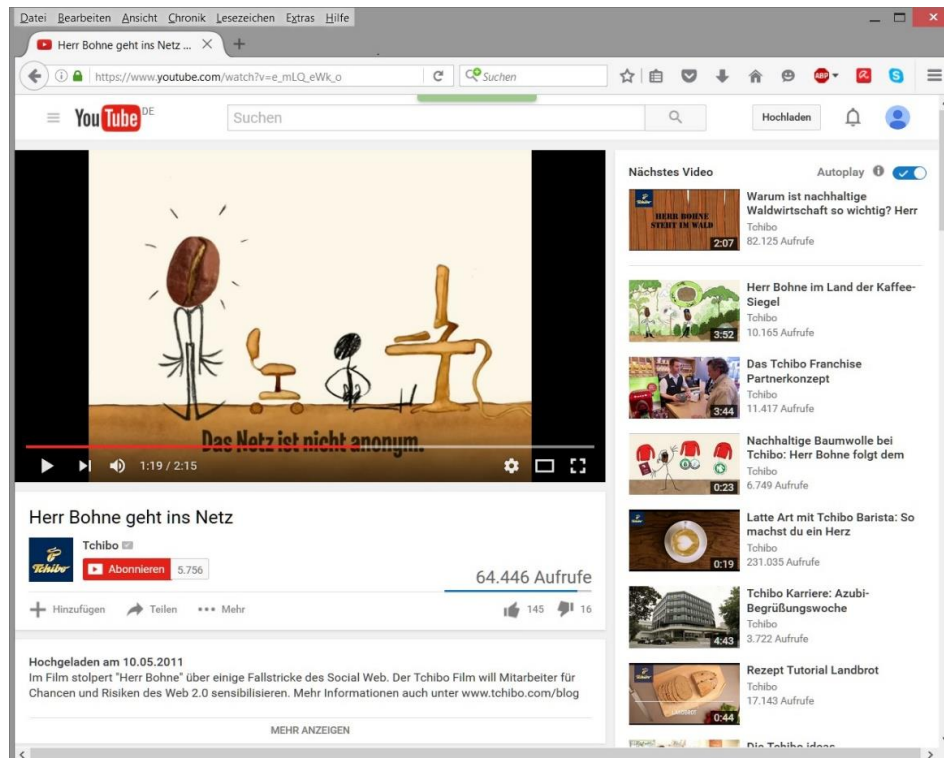 Datei Bearbeiten Ansicht Chronik Lesezeichen Extras Hilfe
Herr Bohne geht ins Netz ...
https://www.youtube.com/watch?v=e_mLQ_eWk_o
Suchen
ABP
YouTube DE
Suchen
Hochladen
Das Netz ist nicht anonym.
1:19 / 2:15
Herr Bohne geht ins Netz
Tchibo
Tchibo
Abonnieren 5.756
64.446 Aufrufe
Hinzufügen Teilen Mehr
145 16
Hochgeladen am 10.05.2011
Im Film stolpert "Herr Bohne" über einige Fallstricke des Social Web. Der Tchibo Film will Mitarbeiter für
Chancen und Risiken des Web 2.0 sensibilisieren. Mehr Informationen auch unter www.tchibo.com/blog
MEHR ANZEIGEN
Nächstes Video Autoplay
HERR BOHNE
STEHT IM WALD
2:07
Warum ist nachhaltige
Waldwirtschaft so wichtig? Herr
Tchibo
82.125 Aufrufe
3:52
Herr Bohne im Land der Kaffee-
Siegel
Tchibo
10.165 Aufrufe
3:44
Das Tchibo Franchise
Partnerkonzept
Tchibo
11.417 Aufrufe
0:23
Nachhaltige Baumwolle bei
Tchibo: Herr Bohne folgt dem
Tchibo
6.749 Aufrufe
0:19
Latte Art mit Tchibo Barista: So
machst du ein Herz
Tchibo
231.035 Aufrufe
4:43
Tchibo Karriere: Azubi-
Begrüßungswoche
Tchibo
3.722 Aufrufe
0:44
Rezept Tutorial Landbrot
Tchibo
17.143 Aufrufe
Die Tchibo ideas